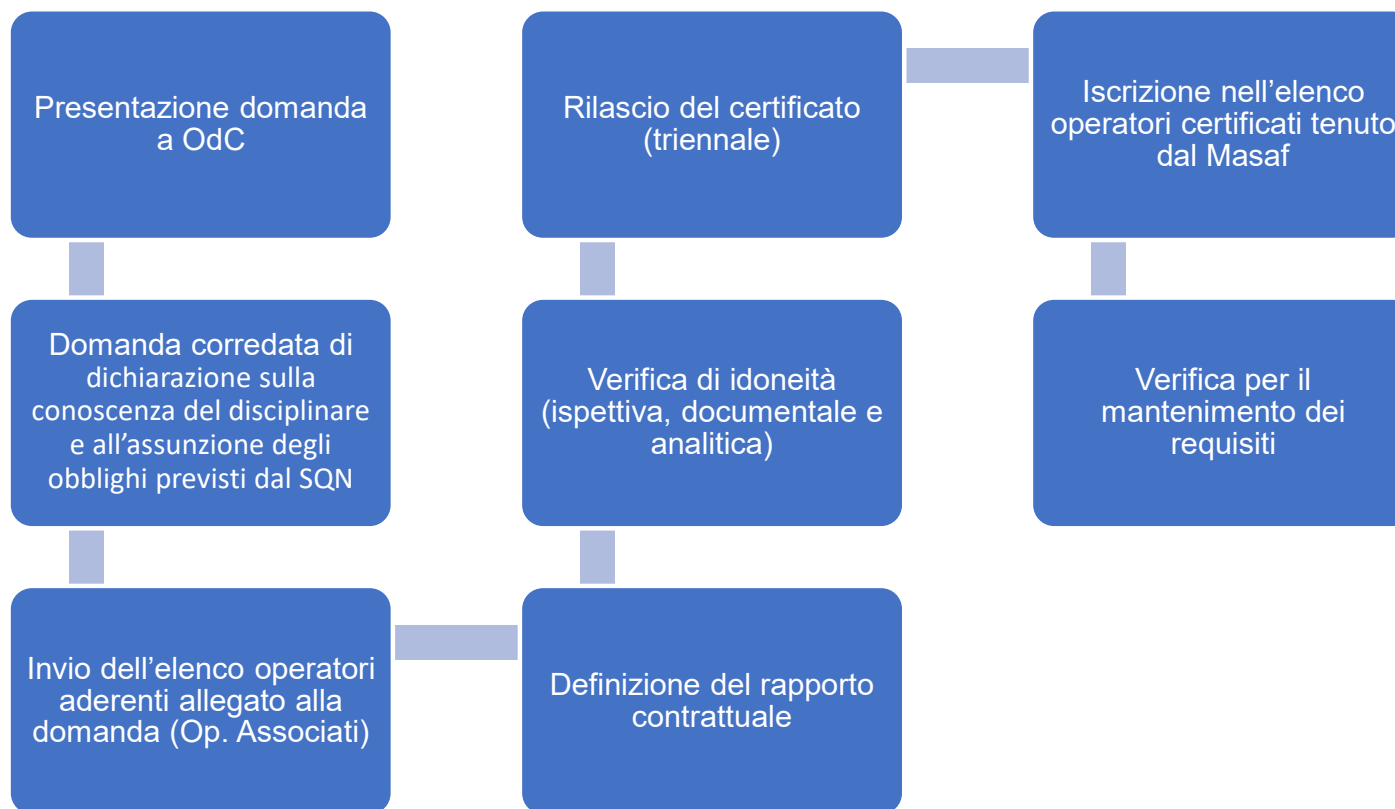 Presentazione domanda
a OdC
Domanda corredata di
dichiarazione sulla
conoscenza del disciplinare
e all’assunzione degli
obblighi previsti dal SQN
Invio dell’elenco operatori
aderenti allegato alla
domanda (Op. Associati)
Definizione del rapporto
contrattuale
Verifica di idoneità
(ispettiva, documentale e
analitica)
Rilascio del certificato
(triennale)
Iscrizione nell’elenco
operatori certificati tenuto
dal Masaf
Verifica per il
mantenimento dei
requisiti